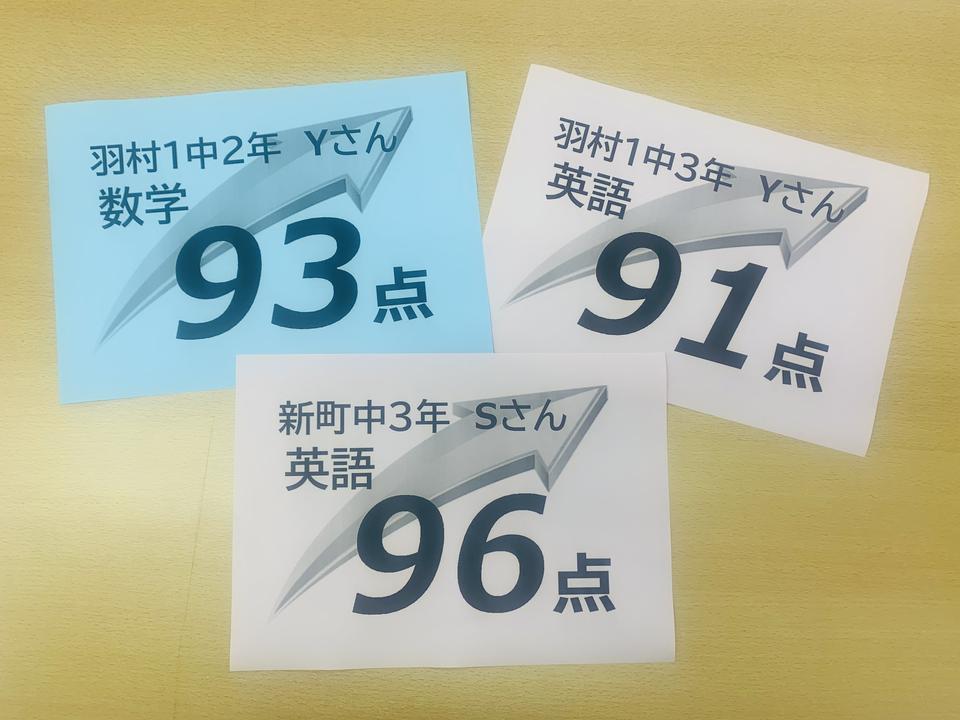 羽村1中2年 Yさん
数学
93点
羽村1中3年 Yさん
英語
91点
新町中3年 Sさん
英語
96点